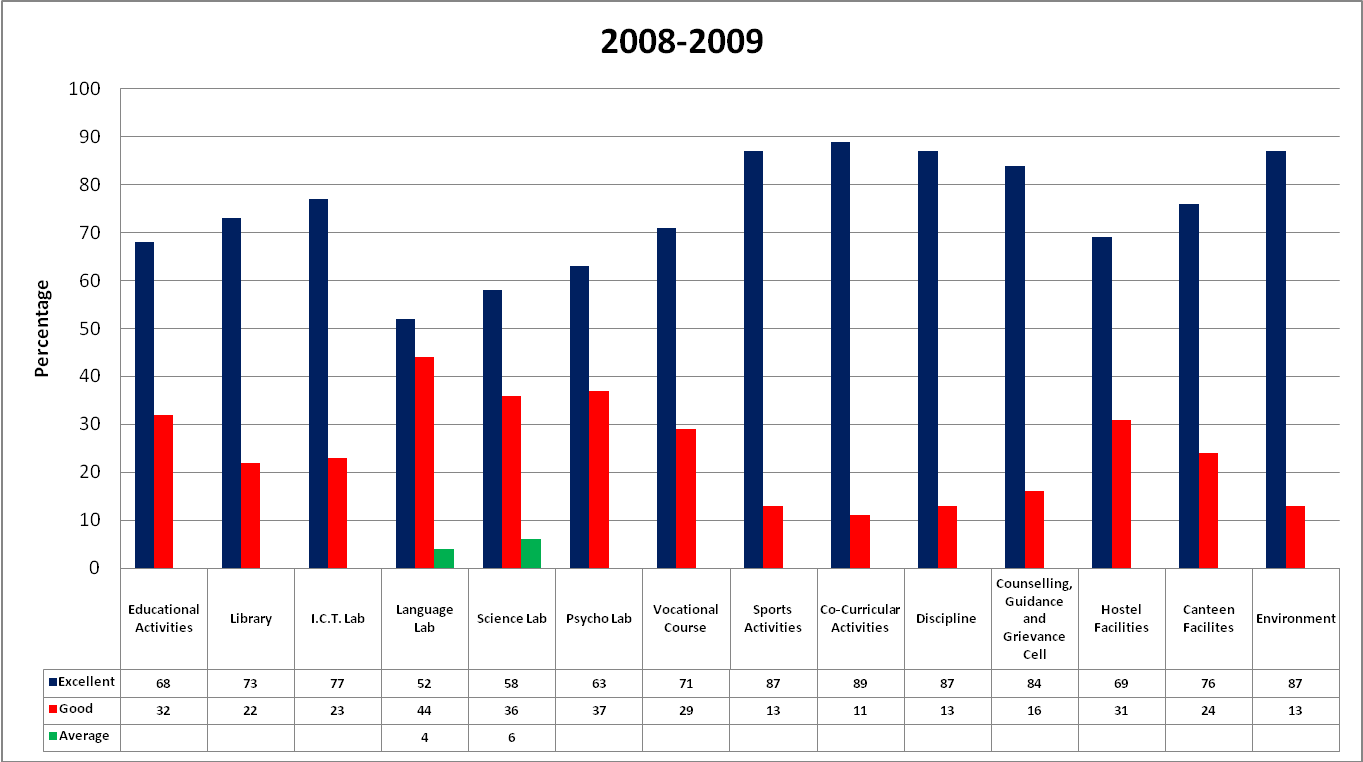 2008-2009
Percentage
100
90
80
70
60
50
40
30
20
10
0
Educational Activities
Library
I.C.T. Lab
Language Lab
Science Lab
Psycho Lab
Vocational Course
Sports Activities
Co-Curricular Activities
Discipline
Counselling, Guidance and Grievance Cell
Hostel Facilities
Canteen Facilites
Environment
Excellent 68 73 77 52 58 63 71 87 89 87 84 69 76 87
Good 32 22 23 44 36 37 29 13 11 13 16 31 24 13
Average 4 6